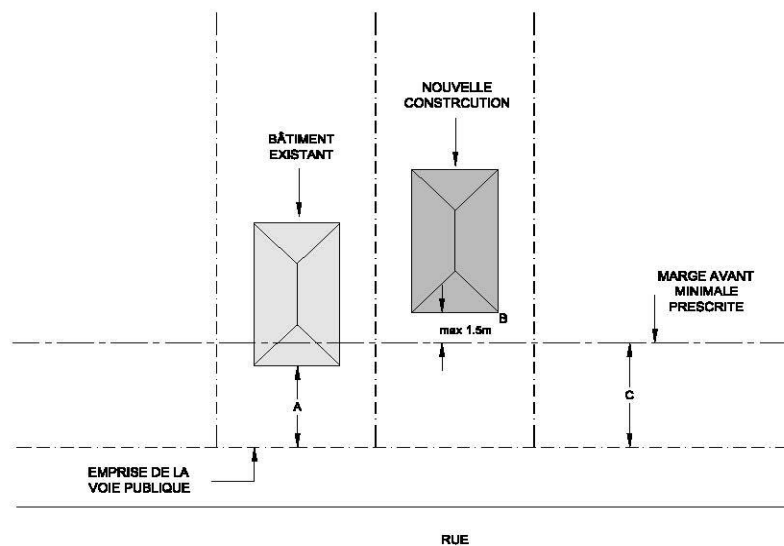 NOUVELLE
CONSTRCUTION
BÂTIMENT
EXISTANT
MARGE AVANT
MINIMALE
PRESCRITE
B
max 1.5m
A
C
EMPRISE DE LA
VOIE PUBLIQUE
RUE